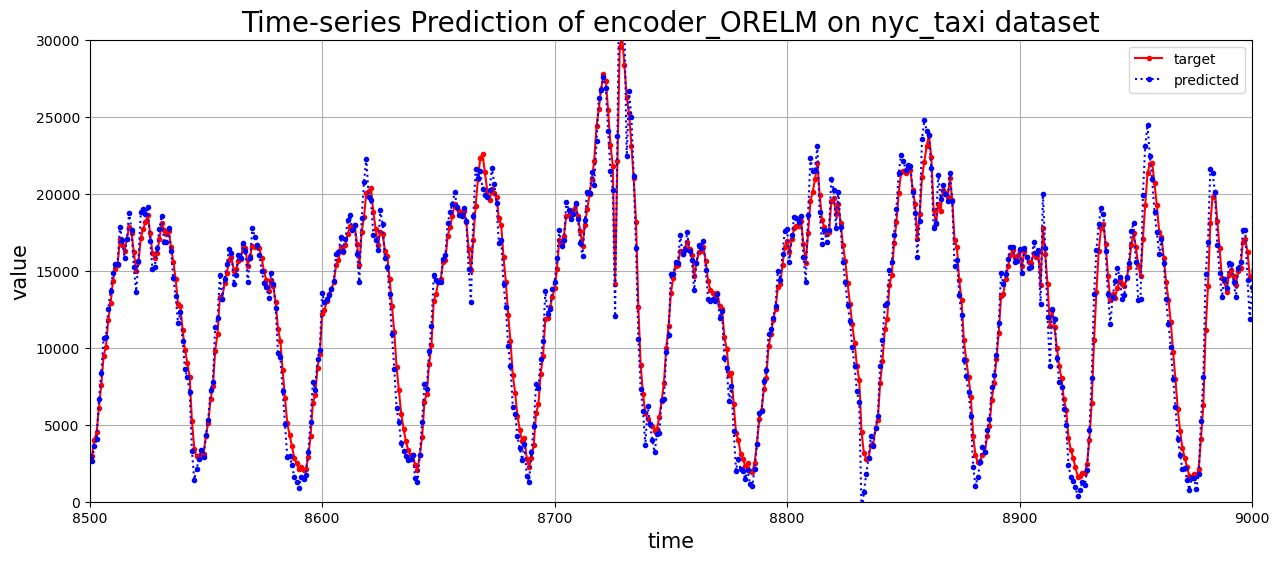 Time-series Prediction of encoder_ORELM on nyc_taxi dataset
30000
25000
20000
15000
10000
5000
0
value
target
predicted
8500
8600
8700
8800
8900
9000
time